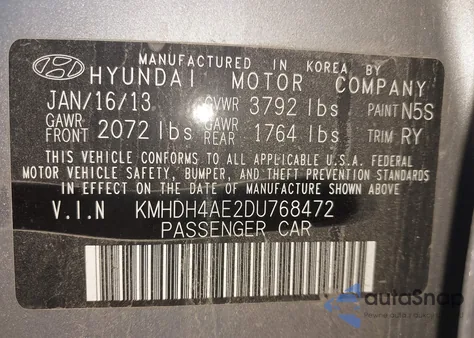 MANUFACTURED IN KOREA BY
HYUNDAI MOTOR COMPANY
JAN/16/13 GVWR 3792 lbs PAINT N5S
GAWR FRONT 2072 lbs GAWR REAR 1764 lbs TRIM RY
THIS VEHICLE CONFORMS TO ALL APPLICABLE U.S.A. FEDERAL
MOTOR VEHICLE SAFETY, BUMPER, AND THEFT PREVENTION STANDARDS
IN EFFECT ON THE DATE OF MANUFACTURE SHOWN ABOVE.
V.I.N KMHDH4AE2DU768472
PASSENGER CAR
autaSnap